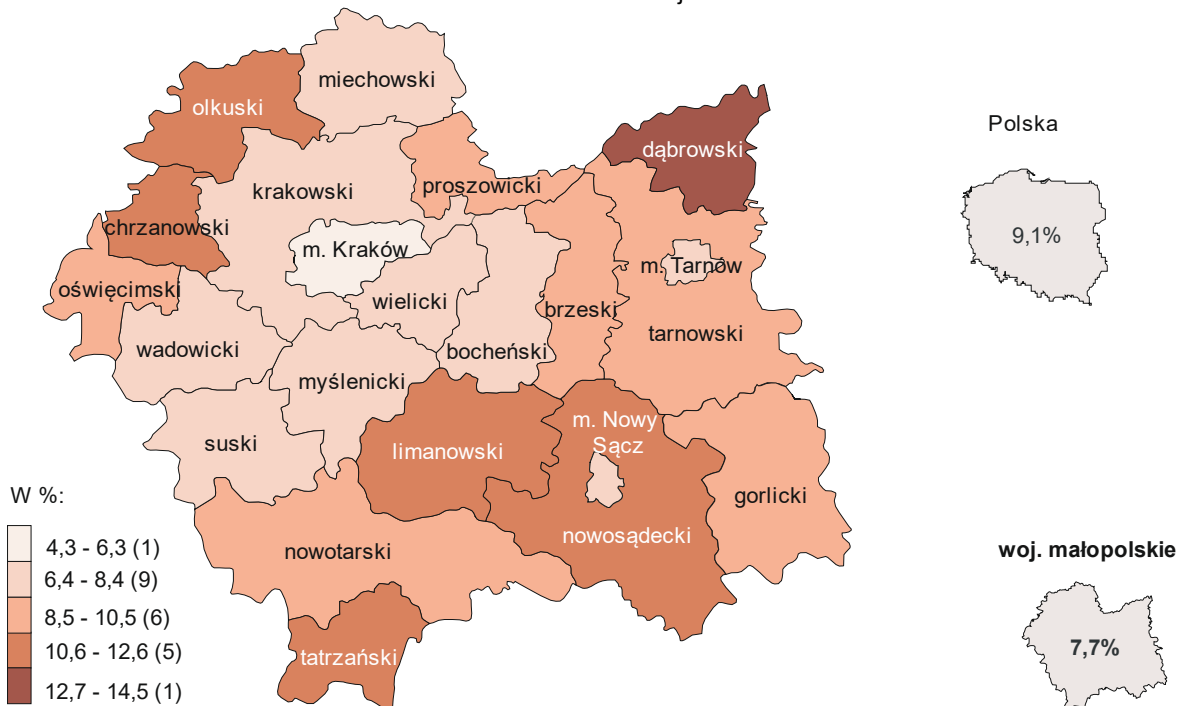 miechowski
olkuski
dąbrowski
Polska
krakowski
proszowicki
chrzanowski
m. Kraków
9,1%
m. Tarnów
oświęcimski
wielicki
brzeski
tarnowski
wadowicki
bocheński
myślenicki
m. Nowy
Sącz
suski
limanowski
gorlicki
W %:
nowosądecki
nowotarski
woj. małopolskie
4,3 - 6,3 (1)
6,4 - 8,4 (9)
8,5 - 10,5 (6)
10,6 - 12,6 (5)
12,7 - 14,5 (1)
7,7%
tatrzański